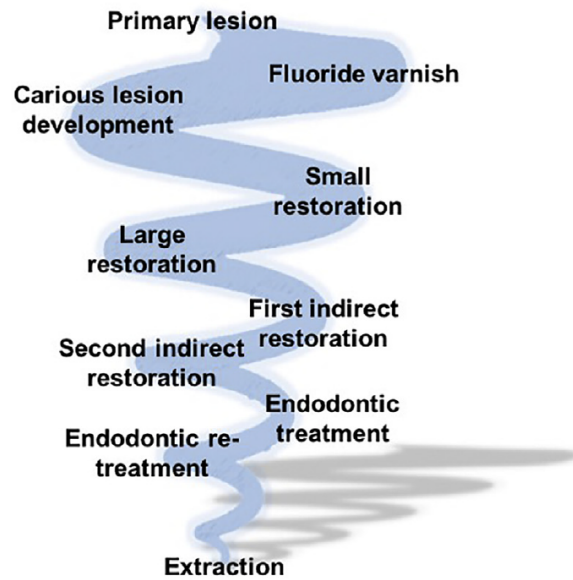 Primary lesion
Fluoride varnish
Carious lesion
development
Small
restoration
Large
restoration
First indirect
restoration
Second indirect
restoration
Endodontic
treatment
Endodontic re-
treatment
Extraction